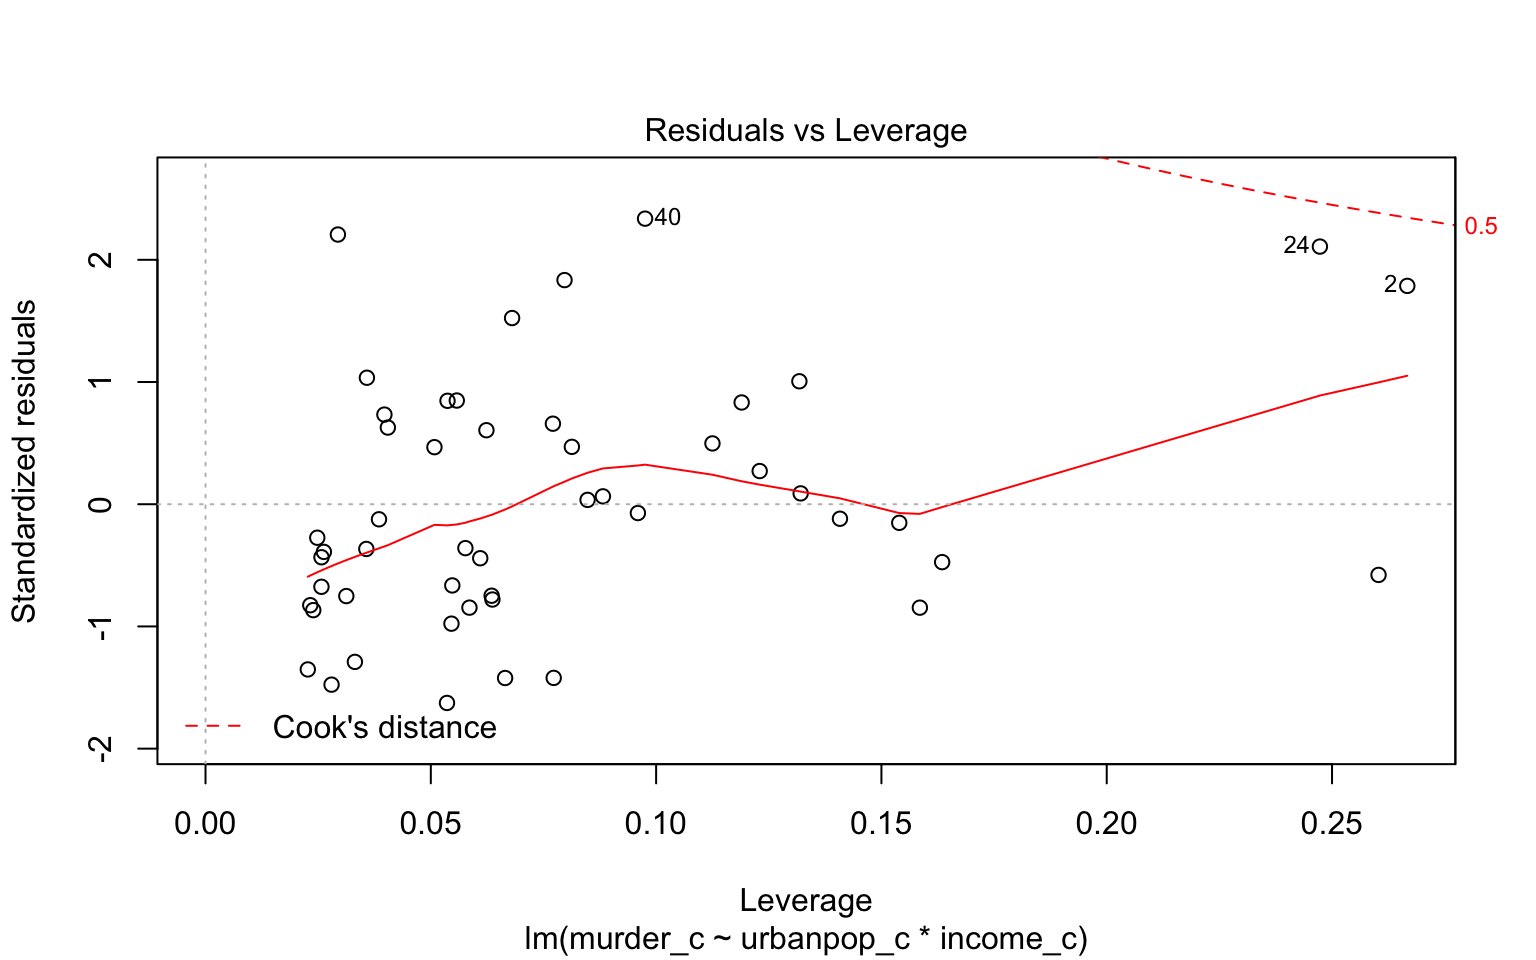 Residuals vs Leverage
40
24
2
0.5
Standardized residuals
2
1
0
-1
-2
Cook's distance
0.00 0.05 0.10 0.15 0.20 0.25
Leverage
lm(murder_c ~ urbanpop_c * income_c)